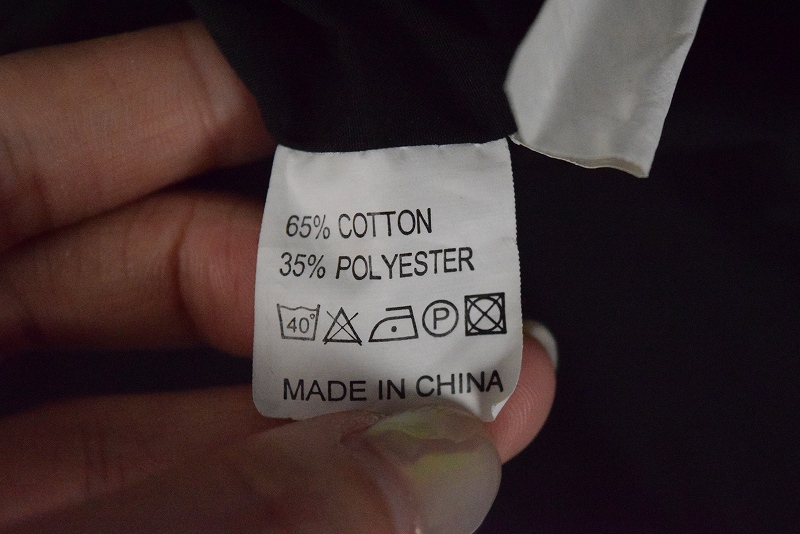 65% COTTON
35% POLYESTER
40° P
MADE IN CHINA